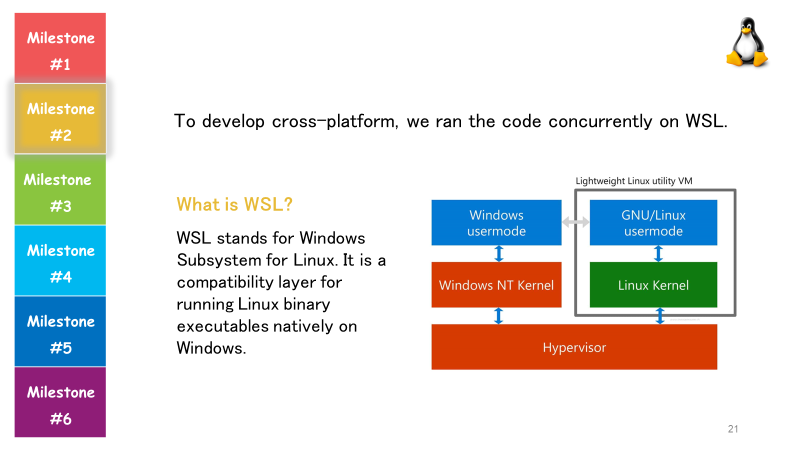 Milestone
#1
Milestone
#2
Milestone
#3
Milestone
#4
Milestone
#5
Milestone
#6
To develop cross-platform, we ran the code concurrently on WSL.
What is WSL?
WSL stands for Windows
Subsystem for Linux. It is a
compatibility layer for
running Linux binary
executables natively on
Windows.
Lightweight Linux utility VM
Windows
usermode
GNU/Linux
usermode
Windows NT Kernel
Linux Kernel
Hypervisor
21